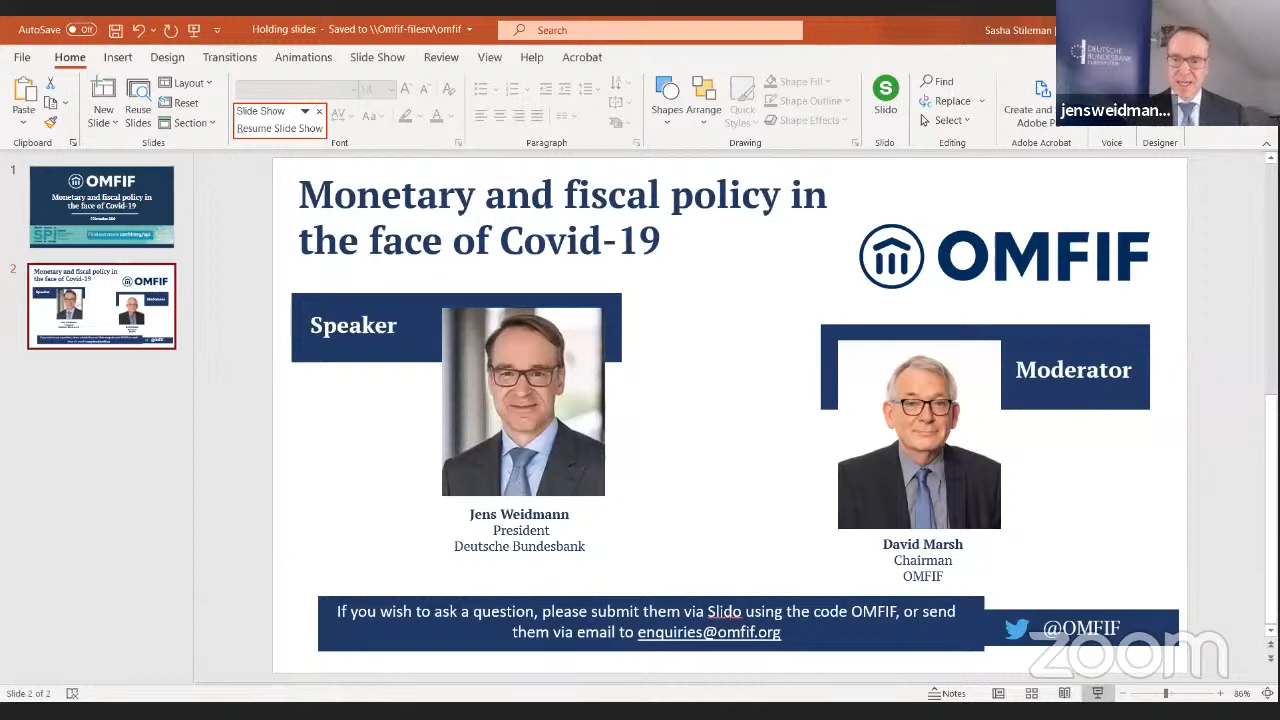 AutoSave Off
Holding slides - Saved to \\Omfif-filesrv\omfif
Search
Sasha Stileman
File Home Insert Design Transitions Animations Slide Show Review View Help Acrobat
Paste
Clipboard
New Slide
Reuse Slides
Layout
Reset
Section
Slides
Slide Show
Resume Slide Show
Font
Paragraph
Shapes
Arrange
Quick Styles
Shape Fill
Shape Outline
Shape Effects
Drawing
Slido
Slido
Find
Replace
Select
Editing
Create and
Adobe Acrobat
Voice
Designer
DEUTSCHE
BUNDESBANK
EUROSYSTEM
jensweidman...
1
OMFIF
Monetary and fiscal policy in
the face of Covid-19
SPI
2
Monetary and fiscal policy in
the face of Covid-19
OMFIF
Speaker
Moderator
Monetary and fiscal policy in
the face of Covid-19
OMFIF
Speaker
Moderator
Jens Weidmann
President
Deutsche Bundesbank
David Marsh
Chairman
OMFIF
If you wish to ask a question, please submit them via Slido using the code OMFIF, or send
them via email to enquiries@omfif.org
@OMFIF
zoom
Slide 2 of 2
Notes
86%